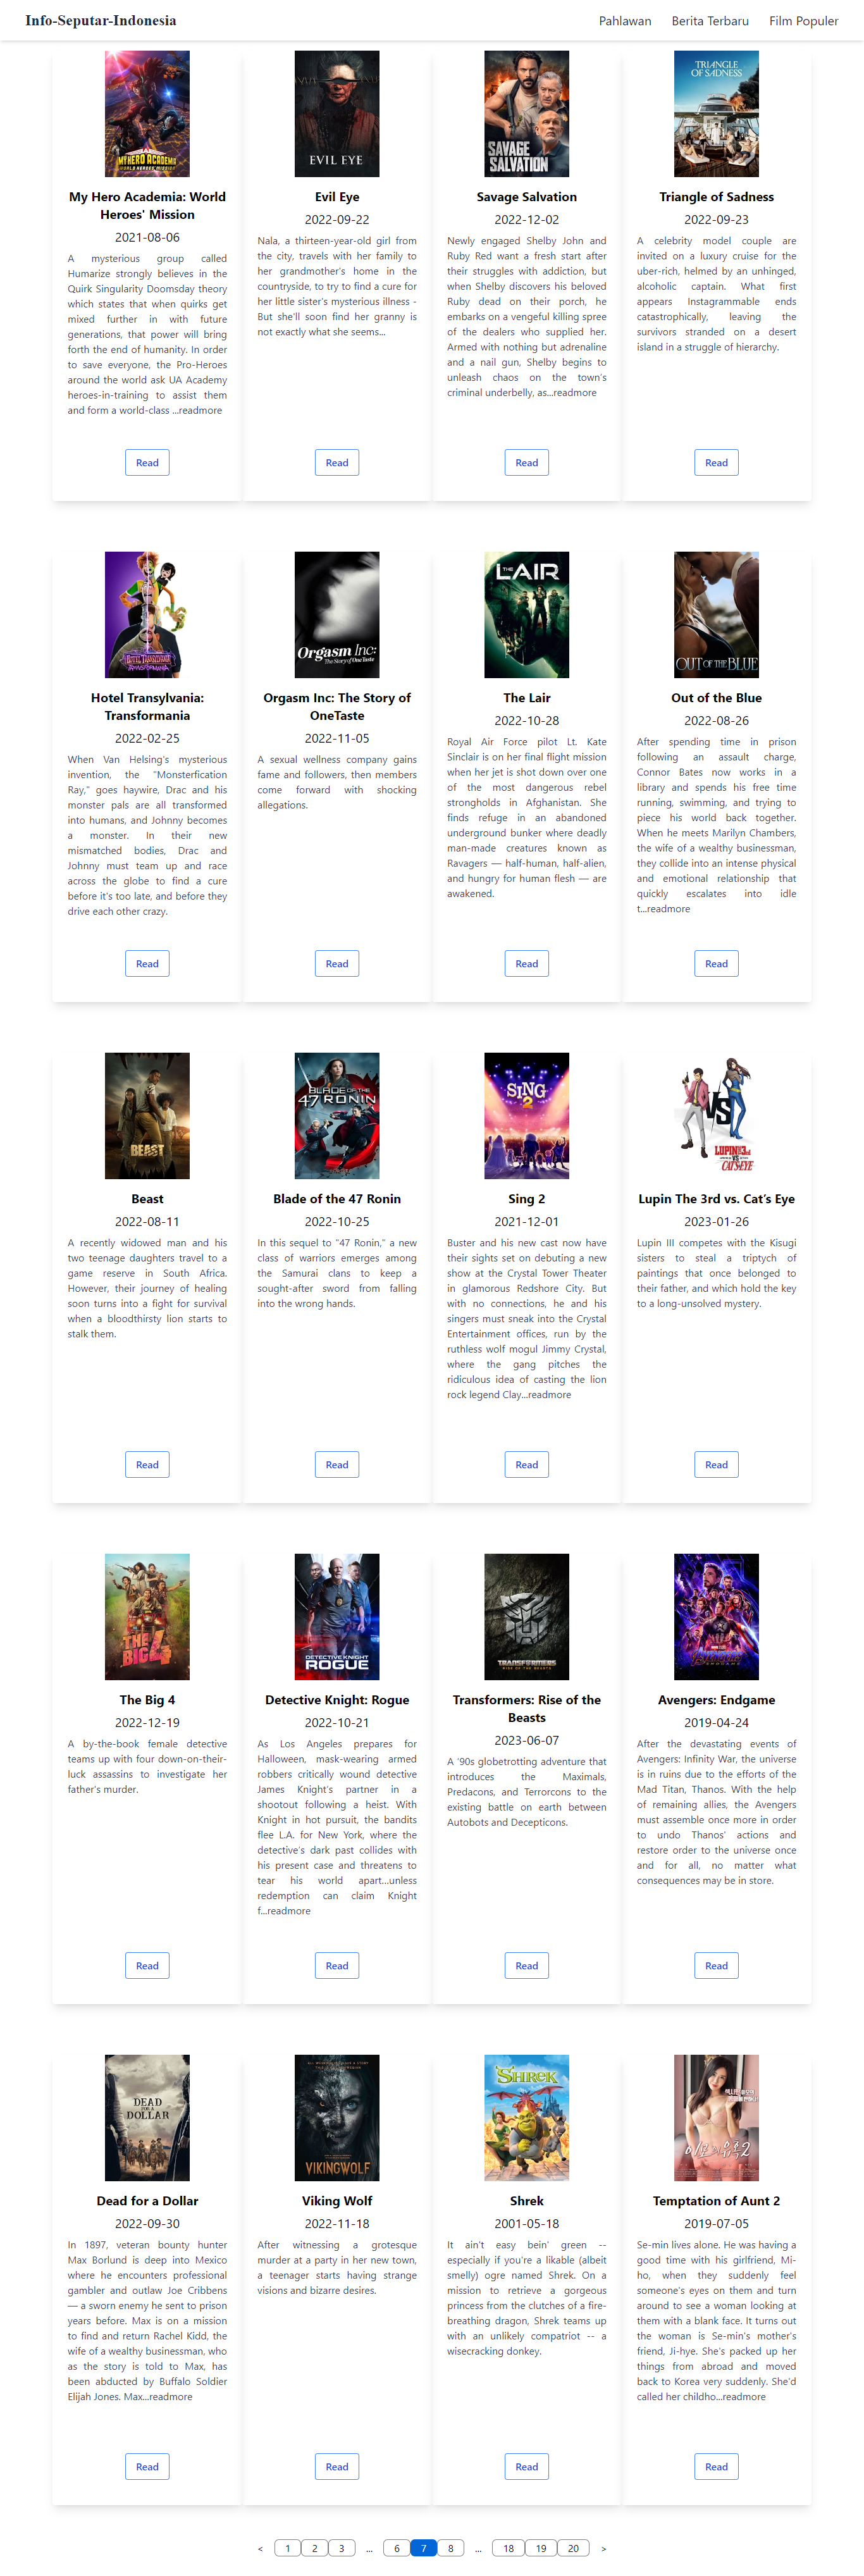 Info-Seputar-Indonesia
Pahlawan Berita Terbaru Film Populer
MY HERO ACADEMIA
WORLD HEROES MISSION
My Hero Academia: World
Heroes' Mission
2021-08-06
A mysterious group called
Humarize strongly believes in the
Quirk Singularity Doomsday theory
which states that when quirks get
mixed further in with future
generations, that power will bring
forth the end of humanity. In order
to save everyone, the Pro-Heroes
around the world ask UA Academy
heroes-in-training to assist them
and form a world-class ...readmore
Read
EVIL EYE
Evil Eye
2022-09-22
Nala, a thirteen-year-old girl from
the city, travels with her family to
her grandmother's home in the
countryside, to try to find a cure for
her little sister's mysterious illness -
But she'll soon find her granny is
not exactly what she seems...
Read
SAVAGE
SALVATION
Savage Salvation
2022-12-02
Newly engaged Shelby John and
Ruby Red want a fresh start after
their struggles with addiction, but
when Shelby discovers his beloved
Ruby dead on their porch, he
embarks on a vengeful killing spree
of the dealers who supplied her.
Armed with nothing but adrenaline
and a nail gun, Shelby begins to
unleash chaos on the town's
criminal underbelly, as...readmore
Read
TRIANGLE
OF SADNESS
Triangle of Sadness
2022-09-23
A celebrity model couple are
invited on a luxury cruise for the
uber-rich, helmed by an unhinged,
alcoholic captain. What first
appears Instagrammable ends
catastrophically, leaving the
survivors stranded on a desert
island in a struggle of hierarchy.
Read
HOTEL TRANSYLVANIA
TRANSFORMANIA
Hotel Transylvania:
Transformania
2022-02-25
When Van Helsing's mysterious
invention, the "Monsterfication
Ray," goes haywire, Drac and his
monster pals are all transformed
into humans, and Johnny becomes
a monster. In their new
mismatched bodies, Drac and
Johnny must team up and race
across the globe to find a cure
before it's too late, and before they
drive each other crazy.
Read
Orgasm Inc:
The Story of One Taste
Orgasm Inc: The Story of
OneTaste
2022-11-05
A sexual wellness company gains
fame and followers, then members
come forward with shocking
allegations.
Read
THE LAIR
The Lair
2022-10-28
Royal Air Force pilot Lt. Kate
Sinclair is on her final flight mission
when her jet is shot down over one
of the most dangerous rebel
strongholds in Afghanistan. She
finds refuge in an abandoned
underground bunker where deadly
man-made creatures known as
Ravagers — half-human, half-alien,
and hungry for human flesh — are
awakened.
Read
OUT OF THE BLUE
Out of the Blue
2022-08-26
After spending time in prison
following an assault charge,
Connor Bates now works in a
library and spends his free time
running, swimming, and trying to
piece his world back together.
When he meets Marilyn Chambers,
the wife of a wealthy businessman,
they collide into an intense physical
and emotional relationship that
quickly escalates into idle
t...readmore
Read
BEAST
Beast
2022-08-11
A recently widowed man and his
two teenage daughters travel to a
game reserve in South Africa.
However, their journey of healing
soon turns into a fight for survival
when a bloodthirsty lion starts to
stalk them.
Read
BLADE OF THE
47 RONIN
Blade of the 47 Ronin
2022-10-25
In this sequel to "47 Ronin," a new
class of warriors emerges among
the Samurai clans to keep a
sought-after sword from falling
into the wrong hands.
Read
SING
2
Sing 2
2021-12-01
Buster and his new cast now have
their sights set on debuting a new
show at the Crystal Tower Theater
in glamorous Redshore City. But
with no connections, he and his
singers must sneak into the Crystal
Entertainment offices, run by the
ruthless wolf mogul Jimmy Crystal,
where the gang pitches the
ridiculous idea of casting the lion
rock legend Clay...readmore
Read
VS
LUPIN THE 3rd
VS
CAT'S EYE
Lupin The 3rd vs. Cat’s Eye
2023-01-26
Lupin III competes with the Kisugi
sisters to steal a triptych of
paintings that once belonged to
their father, and which hold the key
to a long-unsolved mystery.
Read
THE
BIG 4
The Big 4
2022-12-19
A by-the-book female detective
teams up with four down-on-their-
luck assassins to investigate her
father's murder.
Read
DETECTIVE KNIGHT
ROGUE
Detective Knight: Rogue
2022-10-21
As Los Angeles prepares for
Halloween, mask-wearing armed
robbers critically wound detective
James Knight's partner in a
shootout following a heist. With
Knight in hot pursuit, the bandits
flee L.A. for New York, where the
detective's dark past collides with
his present case and threatens to
tear his world apart...unless
redemption can claim Knight
f...readmore
Read
TRANSFORMERS
RISE OF THE BEASTS
Transformers: Rise of the
Beasts
2023-06-07
A '90s globetrotting adventure that
introduces the Maximals,
Predacons, and Terrorcons to the
existing battle on earth between
Autobots and Decepticons.
Read
AVENGERS
Avengers: Endgame
2019-04-24
After the devastating events of
Avengers: Infinity War, the universe
is in ruins due to the efforts of the
Mad Titan, Thanos. With the help
of remaining allies, the Avengers
must assemble once more in order
to undo Thanos' actions and
restore order to the universe once
and for all, no matter what
consequences may be in store.
Read
DEAD
FOR A
DOLLAR
Dead for a Dollar
2022-09-30
In 1897, veteran bounty hunter
Max Borlund is deep into Mexico
where he encounters professional
gambler and outlaw Joe Cribbens
— a sworn enemy he sent to prison
years before. Max is on a mission
to find and return Rachel Kidd, the
wife of a wealthy businessman, who
as the story is told to Max, has
been abducted by Buffalo Soldier
Elijah Jones. Max...readmore
Read
VIKINGWOLF
Viking Wolf
2022-11-18
After witnessing a grotesque
murder at a party in her new town,
a teenager starts having strange
visions and bizarre desires.
Read
SHREK
Shrek
2001-05-18
It ain't easy bein' green --
especially if you're a likable (albeit
smelly) ogre named Shrek. On a
mission to retrieve a gorgeous
princess from the clutches of a fire-
breathing dragon, Shrek teams up
with an unlikely compatriot -- a
wisecracking donkey.
Read
이모의유혹2
Temptation of Aunt 2
2019-07-05
Se-min lives alone. He was having a
good time with his girlfriend, Mi-
ho, when they suddenly feel
someone's eyes on them and turn
around to see a woman looking at
them with a blank face. It turns out
the woman is Se-min's mother's
friend, Ji-hye. She's packed up her
things from abroad and moved
back to Korea very suddenly. She'd
called her childho...readmore
Read
< 1 2 3 ... 6 7 8 ... 18 19 20 >